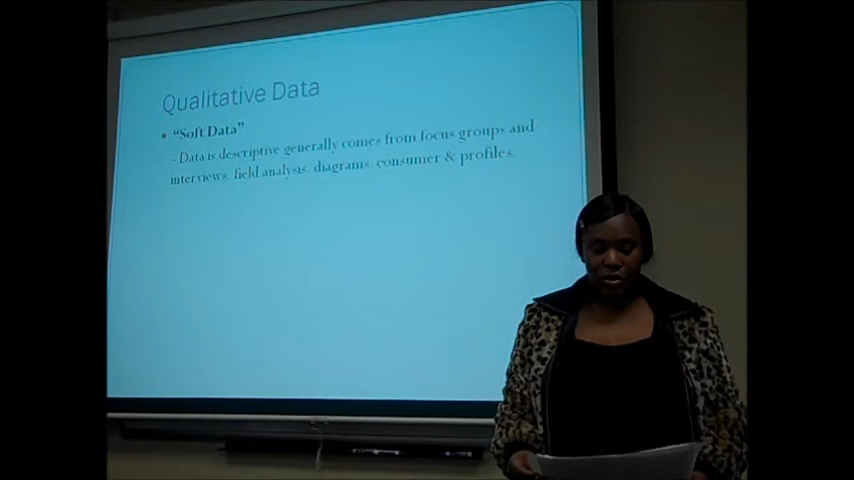 Qualitative Data
• “Soft Data”
- Data is descriptive generally comes from focus groups and
interviews, field analysis, diagrams, consumer & profiles.